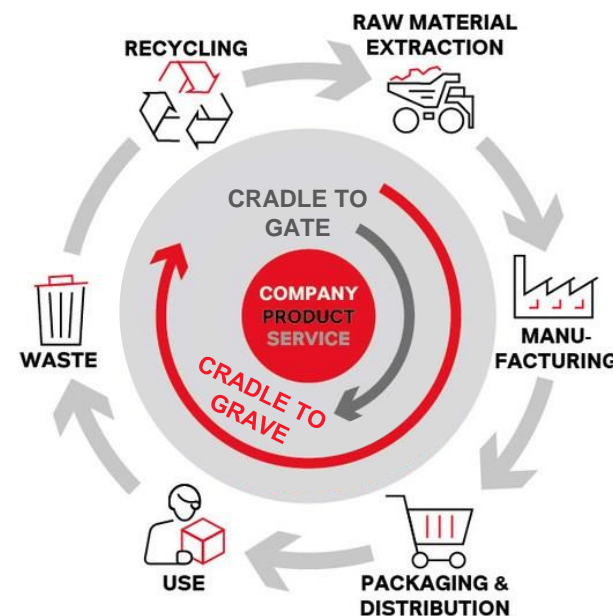 RECYCLING
RAW MATERIAL
EXTRACTION
CRADLE TO
GATE
COMPANY
PRODUCT
SERVICE
MANU-
FACTURING
WASTE
CRADLE TO
GRAVE
USE
PACKAGING &
DISTRIBUTION